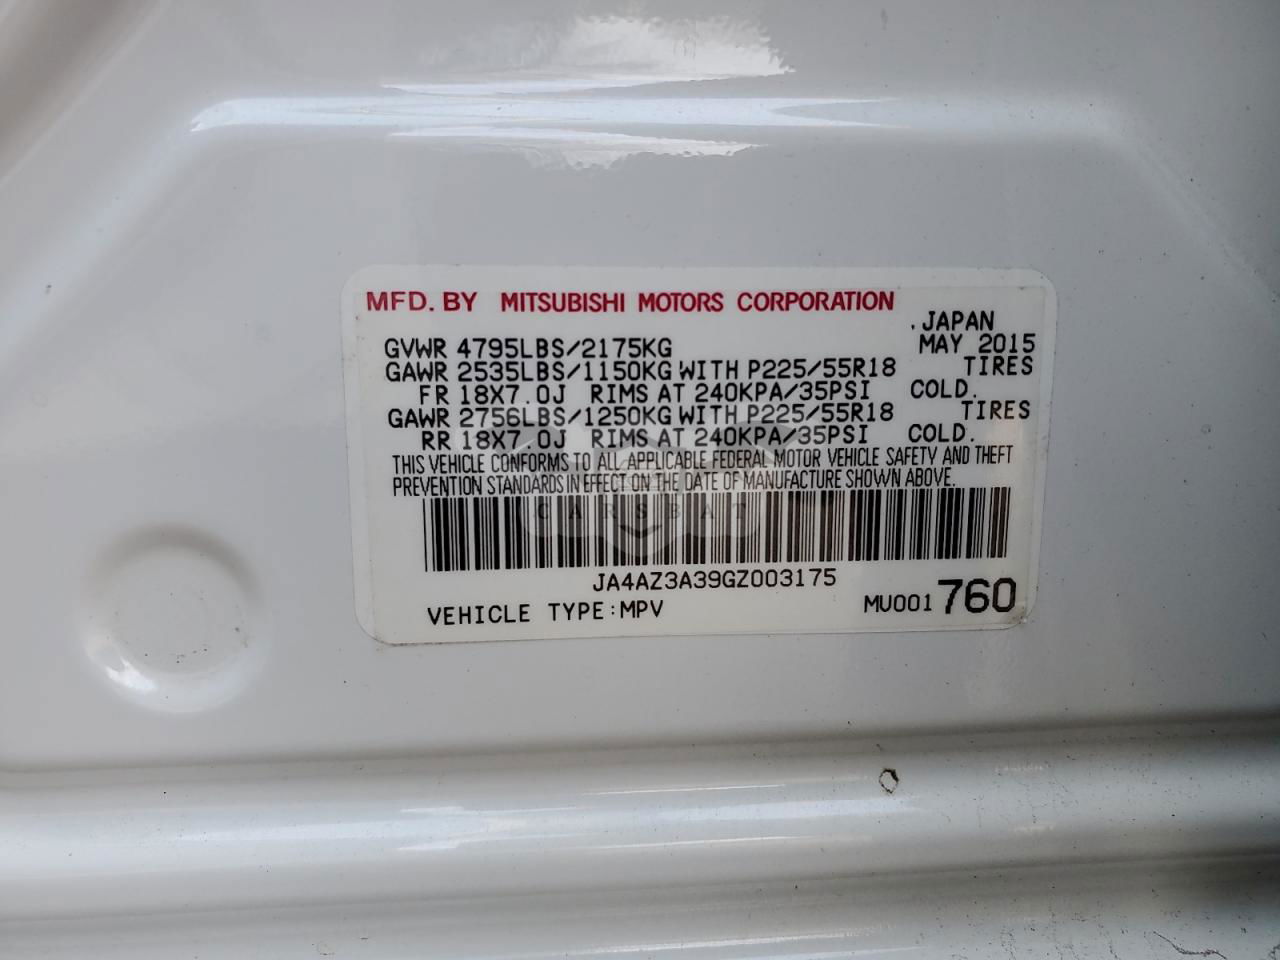 MFD. BY MITSUBISHI MOTORS CORPORATION
JAPAN
GVWR 4795LBS/2175KG MAY 2015
GAWR 2535LBS/1150KG WITH P225/55R18 TIRES
FR 18X7.0J RIMS AT 240KPA/35PSI COLD.
GAWR 2756LBS/1250KG WITH P225/55R18 TIRES
RR 18X7.0J RIMS AT 240KPA/35PSI COLD.
THIS VEHICLE CONFORMS TO ALL APPLICABLE FEDERAL MOTOR VEHICLE SAFETY AND THEFT
PREVENTION STANDARDS IN EFFECT ON THE DATE OF MANUFACTURE SHOWN ABOVE.
CARSBAT
JA4AZ3A39GZ003175
VEHICLE TYPE:MPV MU001760